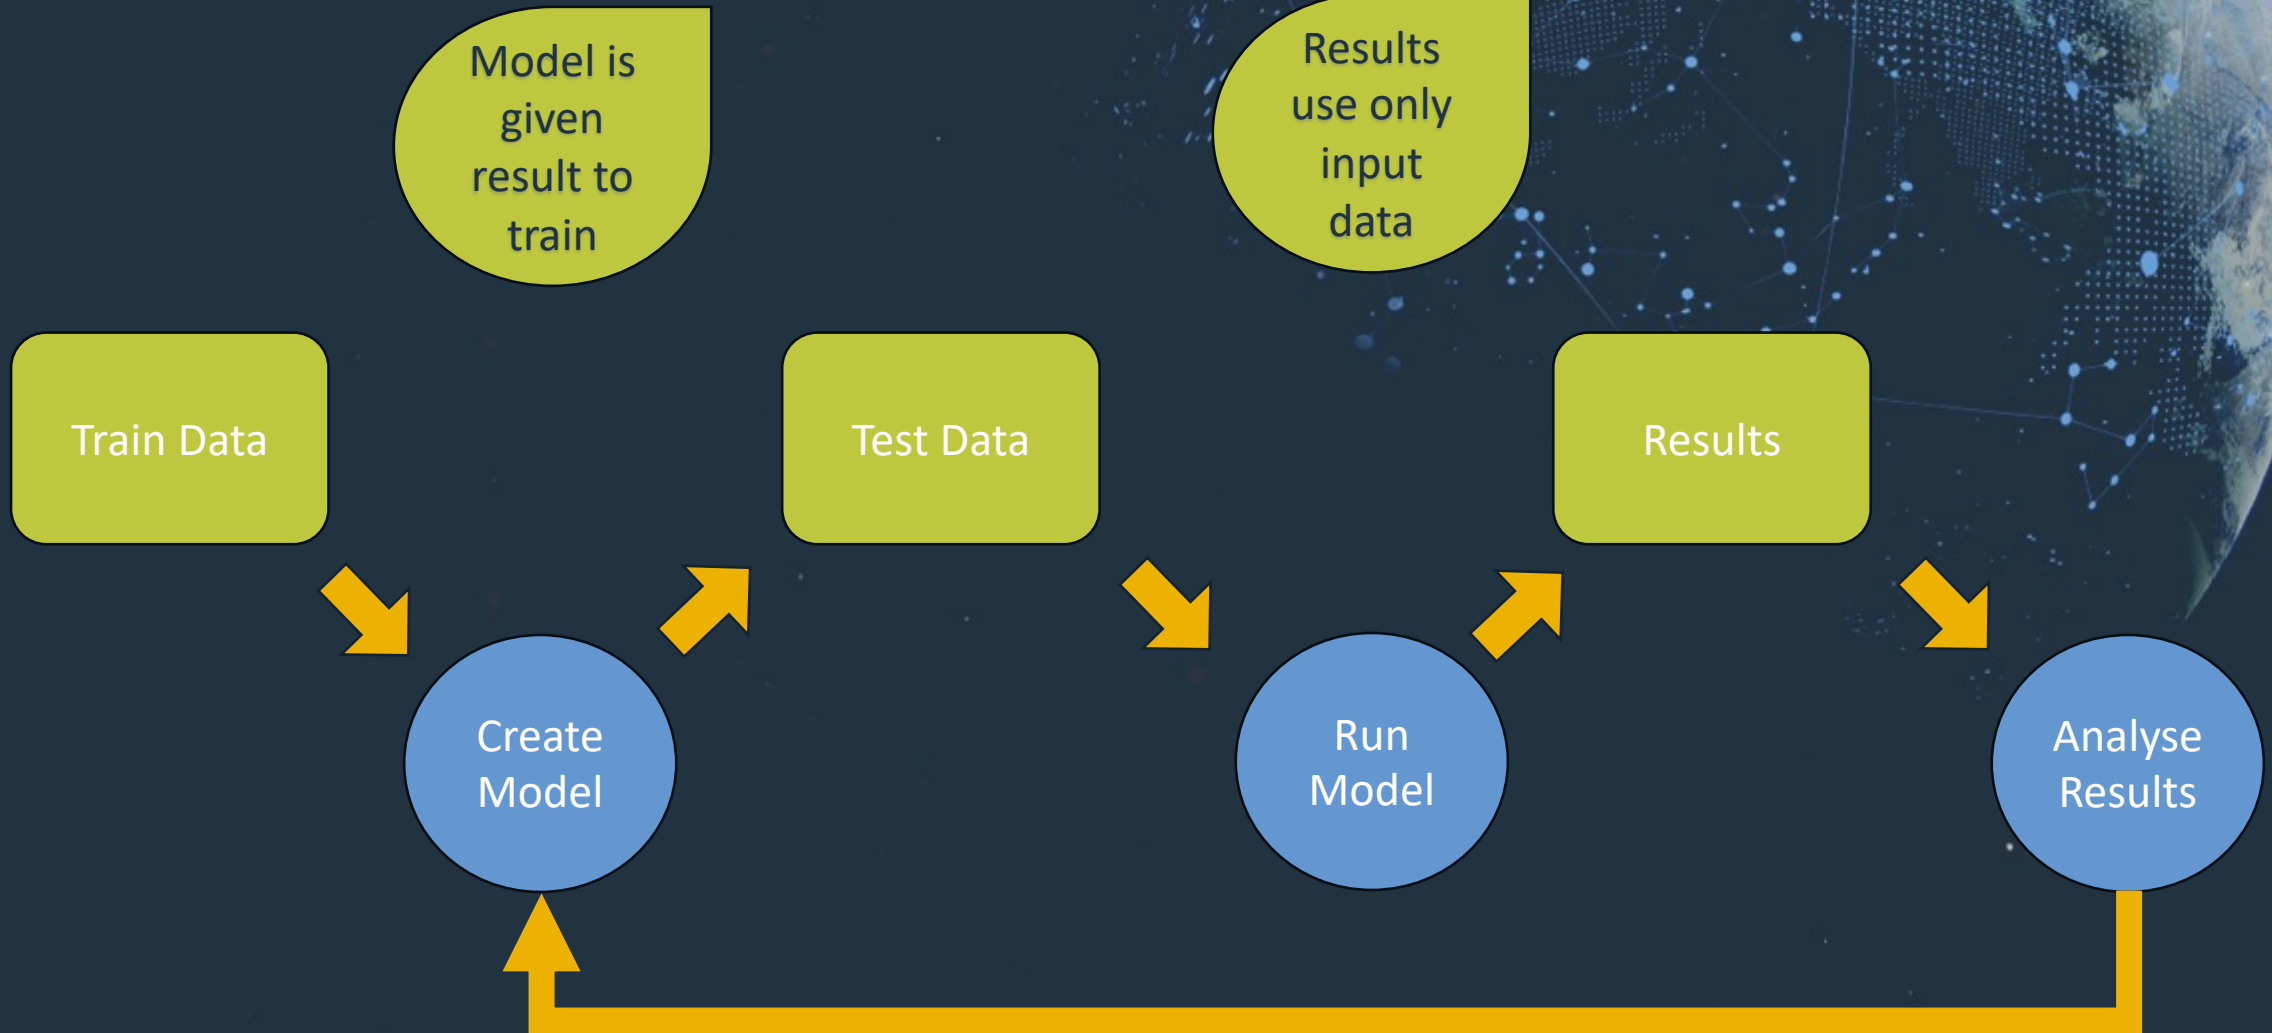 Model is
given
result to
train
Results
use only
input
data
Train Data
Test Data
Results
Create
Model
Run
Model
Analyse
Results